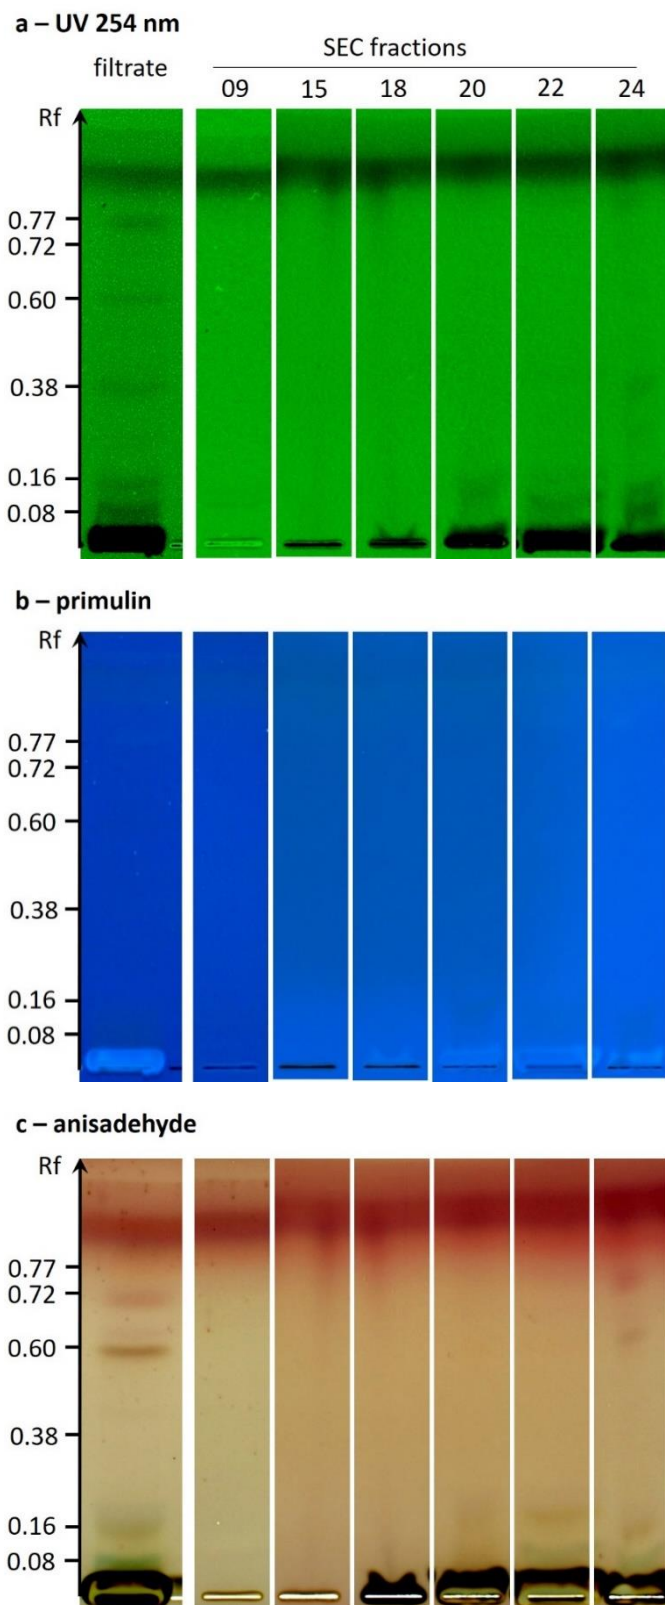 a – UV 254 nm
SEC fractions
filtrate
09 15 18 20 22 24
Rf
0.77
0.72
0.60
0.38
0.16
0.08
b – primulin
Rf
0.77
0.72
0.60
0.38
0.16
0.08
c – anisadehyde
Rf
0.77
0.72
0.60
0.38
0.16
0.08